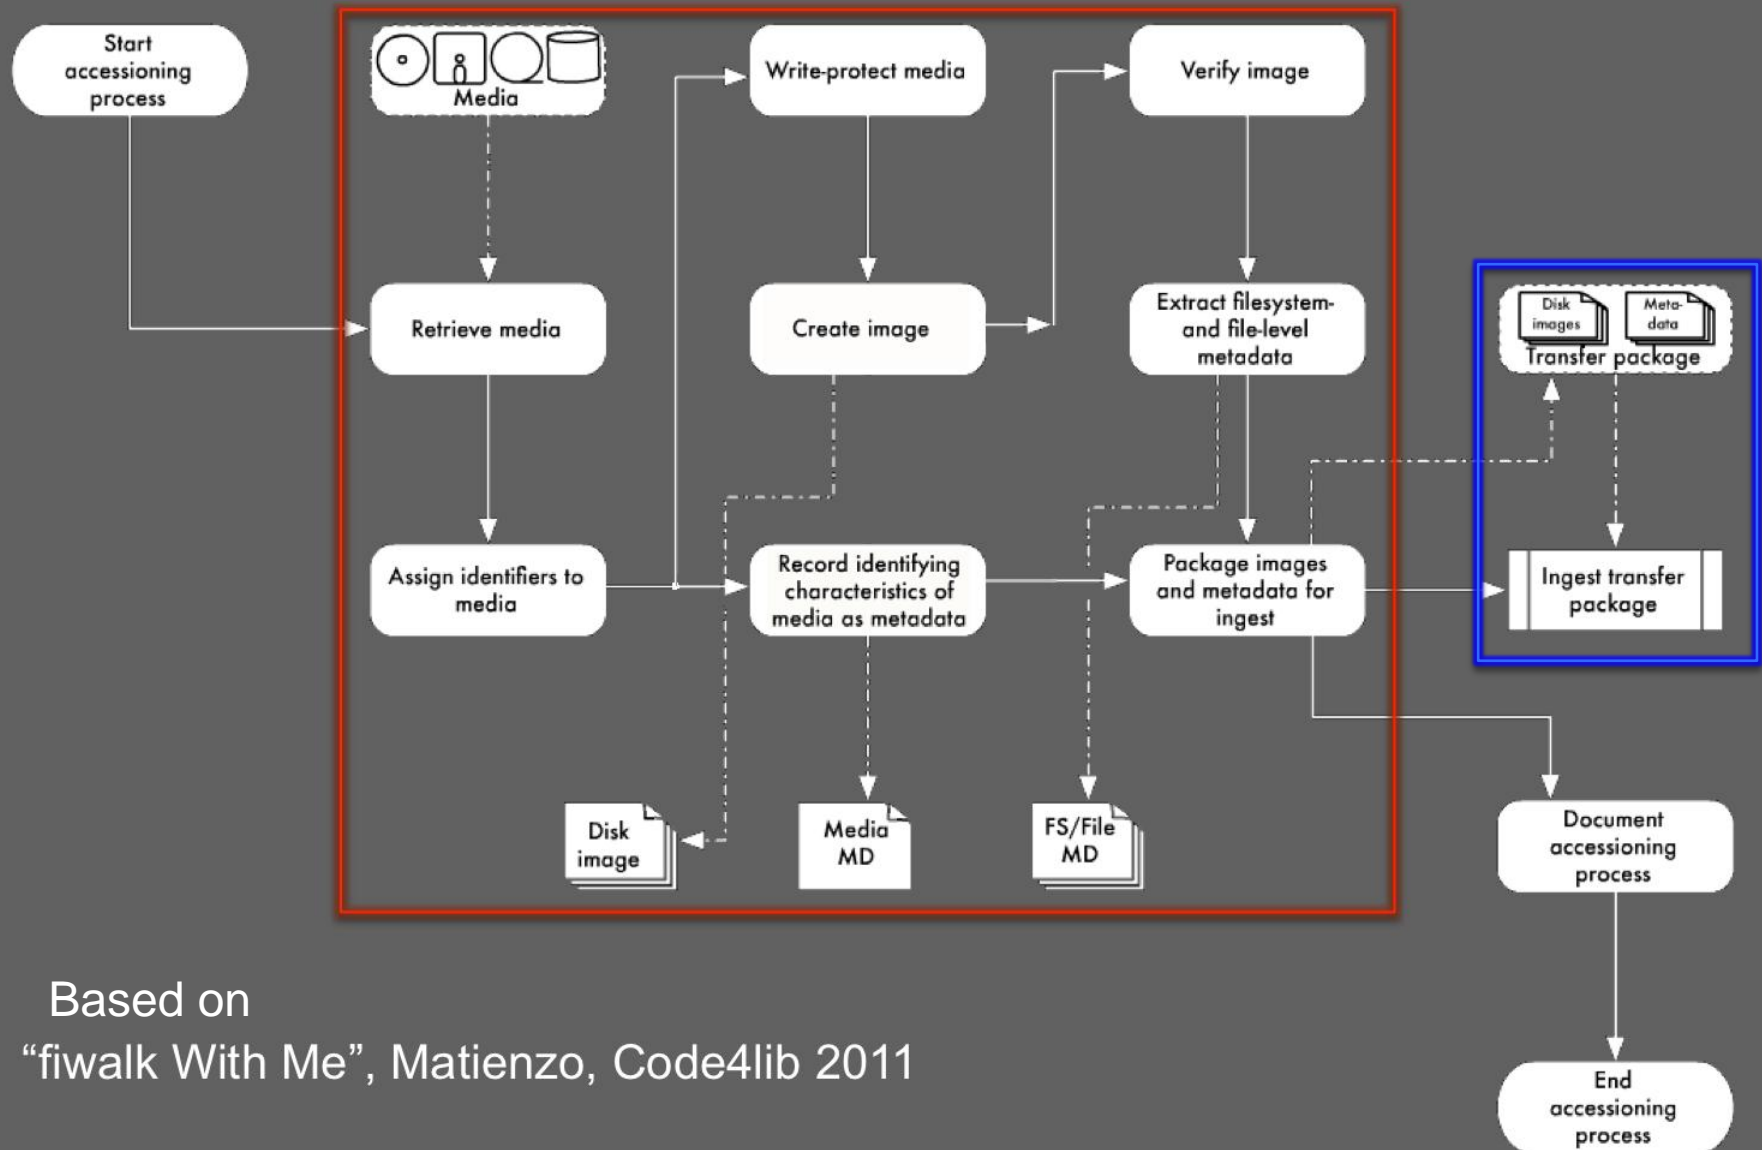 Start
accessioning
process
Media
Write-protect media
Verify image
Retrieve media
Create image
Extract filesystem-
and file-level
metadata
Disk
images
Meta-
data
Transfer package
Assign identifiers to
media
Record identifying
characteristics of
media as metadata
Package images
and metadata for
ingest
Ingest transfer
package
Disk
image
Media
MD
FS/File
MD
Document
accessioning
process
End
accessioning
process
Based on
“fiwalk With Me”, Matienzo, Code4lib 2011